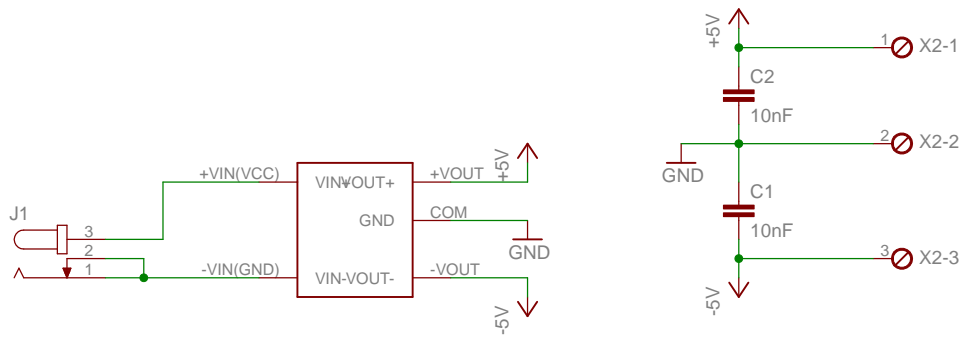 +5V
1
X2-1
C2
10nF
2
X2-2
GND
C1
10nF
3
X2-3
-5V
J1
3
2
1
+VIN(VCC)
-VIN(GND)
VIN+
VOUT+
GND
VIN-
VOUT-
+VOUT
COM
-VOUT
+5V
GND
-5V